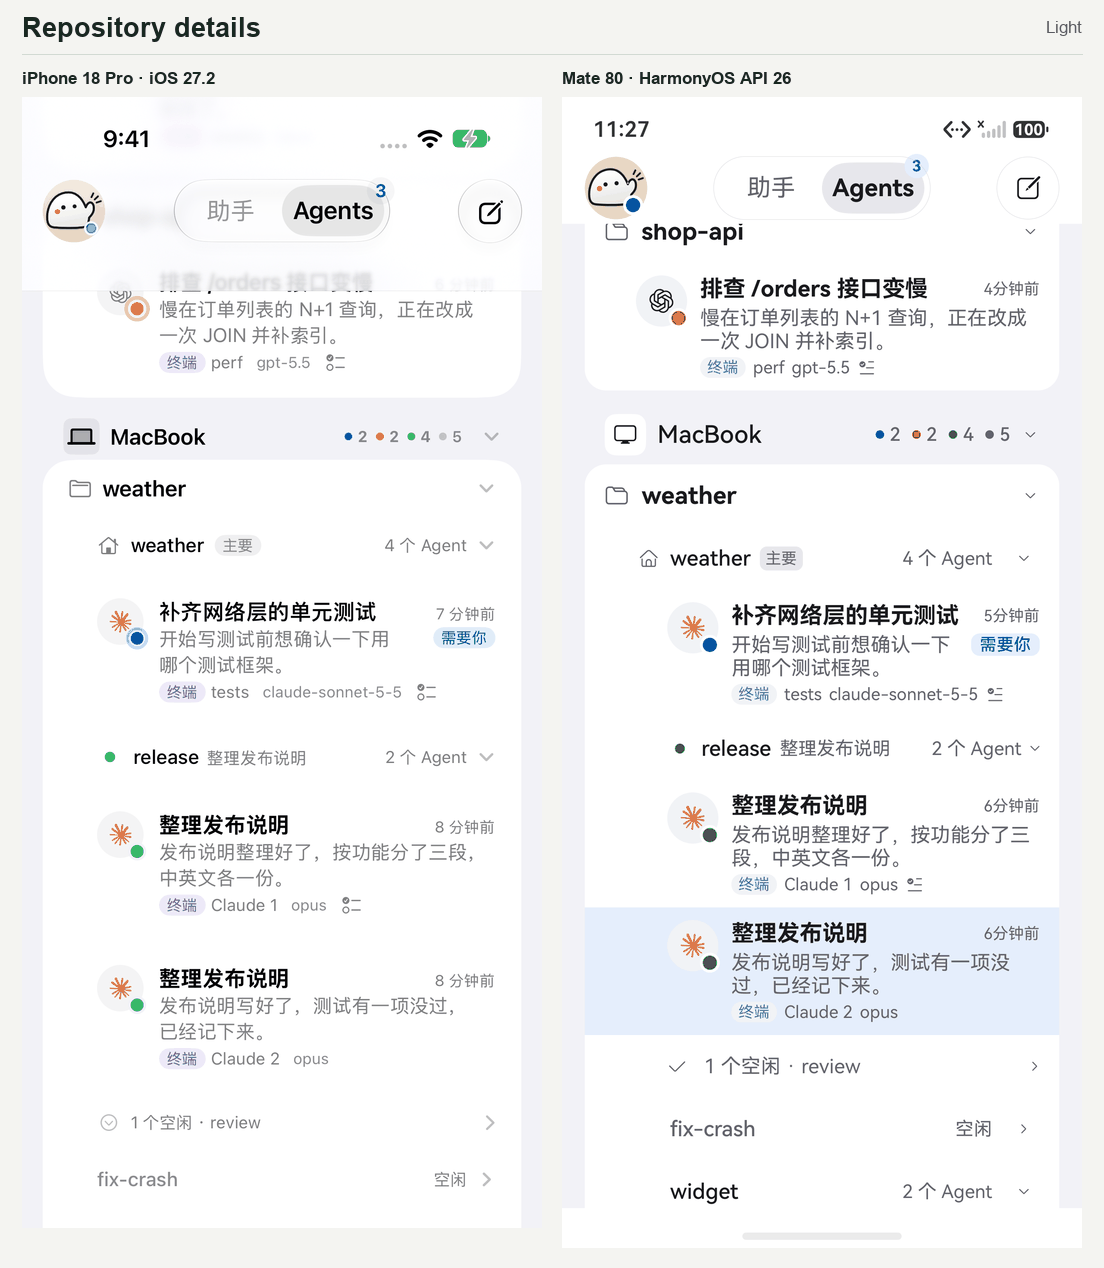 Repository details
Light
iPhone 18 Pro · iOS 27.2
9:41
助手
Agents
3
排查 /orders 接口变慢
6 分钟前
慢在订单列表的 N+1 查询，正在改成
一次 JOIN 并补索引。
终端 perf gpt-5.5
MacBook
2 2 4 5
weather
weather 主要 4 个 Agent
补齐网络层的单元测试 7 分钟前
开始写测试前想确认一下用 需要你
哪个测试框架。
终端 tests claude-sonnet-5-5
release 整理发布说明 2 个 Agent
整理发布说明 8 分钟前
发布说明整理好了，按功能分了三段，
中英文各一份。
终端 Claude 1 opus
整理发布说明 8 分钟前
发布说明写好了，测试有一项没过，
已经记下来。
终端 Claude 2 opus
1 个空闲 · review
fix-crash 空闲
Mate 80 · HarmonyOS API 26
11:27
100
助手
Agents
3
shop-api
排查 /orders 接口变慢 4分钟前
慢在订单列表的 N+1 查询，正在改成
一次 JOIN 并补索引。
终端 perf gpt-5.5
MacBook 2 2 4 5
weather
weather 主要 4 个 Agent
补齐网络层的单元测试 5分钟前
开始写测试前想确认一下 需要你
用哪个测试框架。
终端 tests claude-sonnet-5-5
release 整理发布说明 2 个 Agent
整理发布说明 6分钟前
发布说明整理好了，按功能分了三
段，中英文各一份。
终端 Claude 1 opus
整理发布说明 6分钟前
发布说明写好了，测试有一项没
过，已经记下来。
终端 Claude 2 opus
1 个空闲 · review
fix-crash 空闲
widget 2 个 Agent